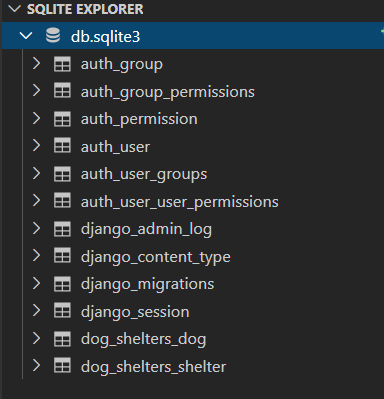 SQLITE EXPLORER
db.sqlite3
auth_group
auth_group_permissions
auth_permission
auth_user
auth_user_groups
auth_user_user_permissions
django_admin_log
django_content_type
django_migrations
django_session
dog_shelters_dog
dog_shelters_shelter